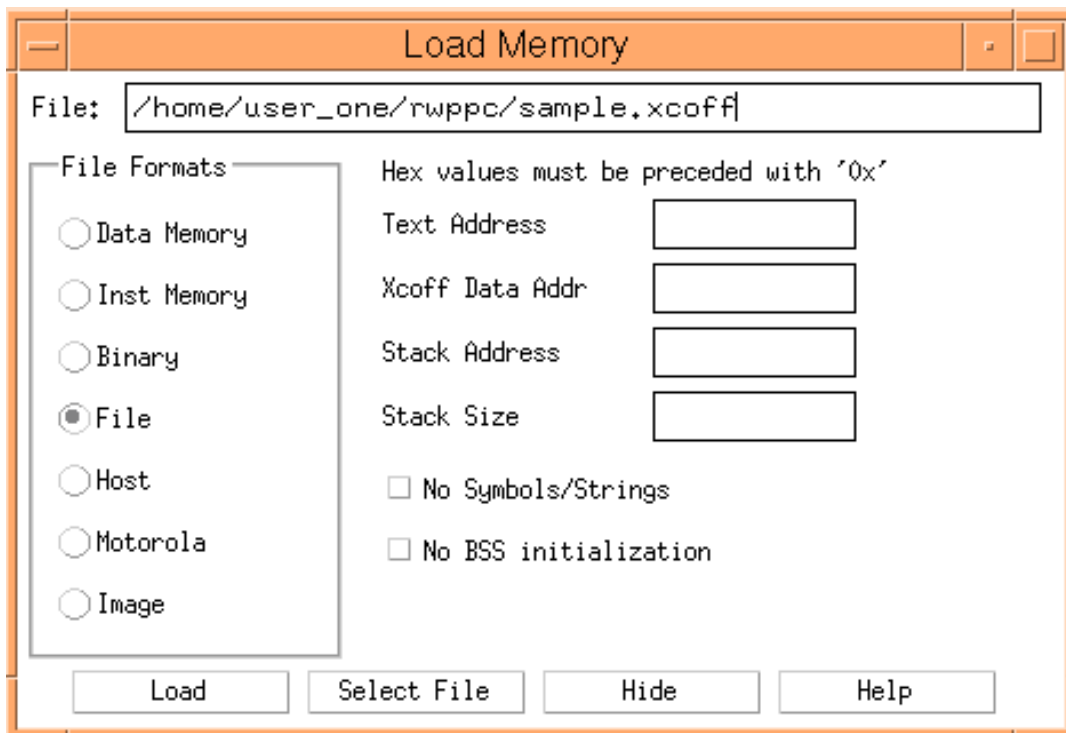 Load Memory
File: /home/user_one/rwppc/sample.xcoff
File Formats
Data Memory
Inst Memory
Binary
File
Host
Motorola
Image
Hex values must be preceded with '0x'
Text Address
Xcoff Data Addr
Stack Address
Stack Size
No Symbols/Strings
No BSS initialization
Load Select File Hide Help